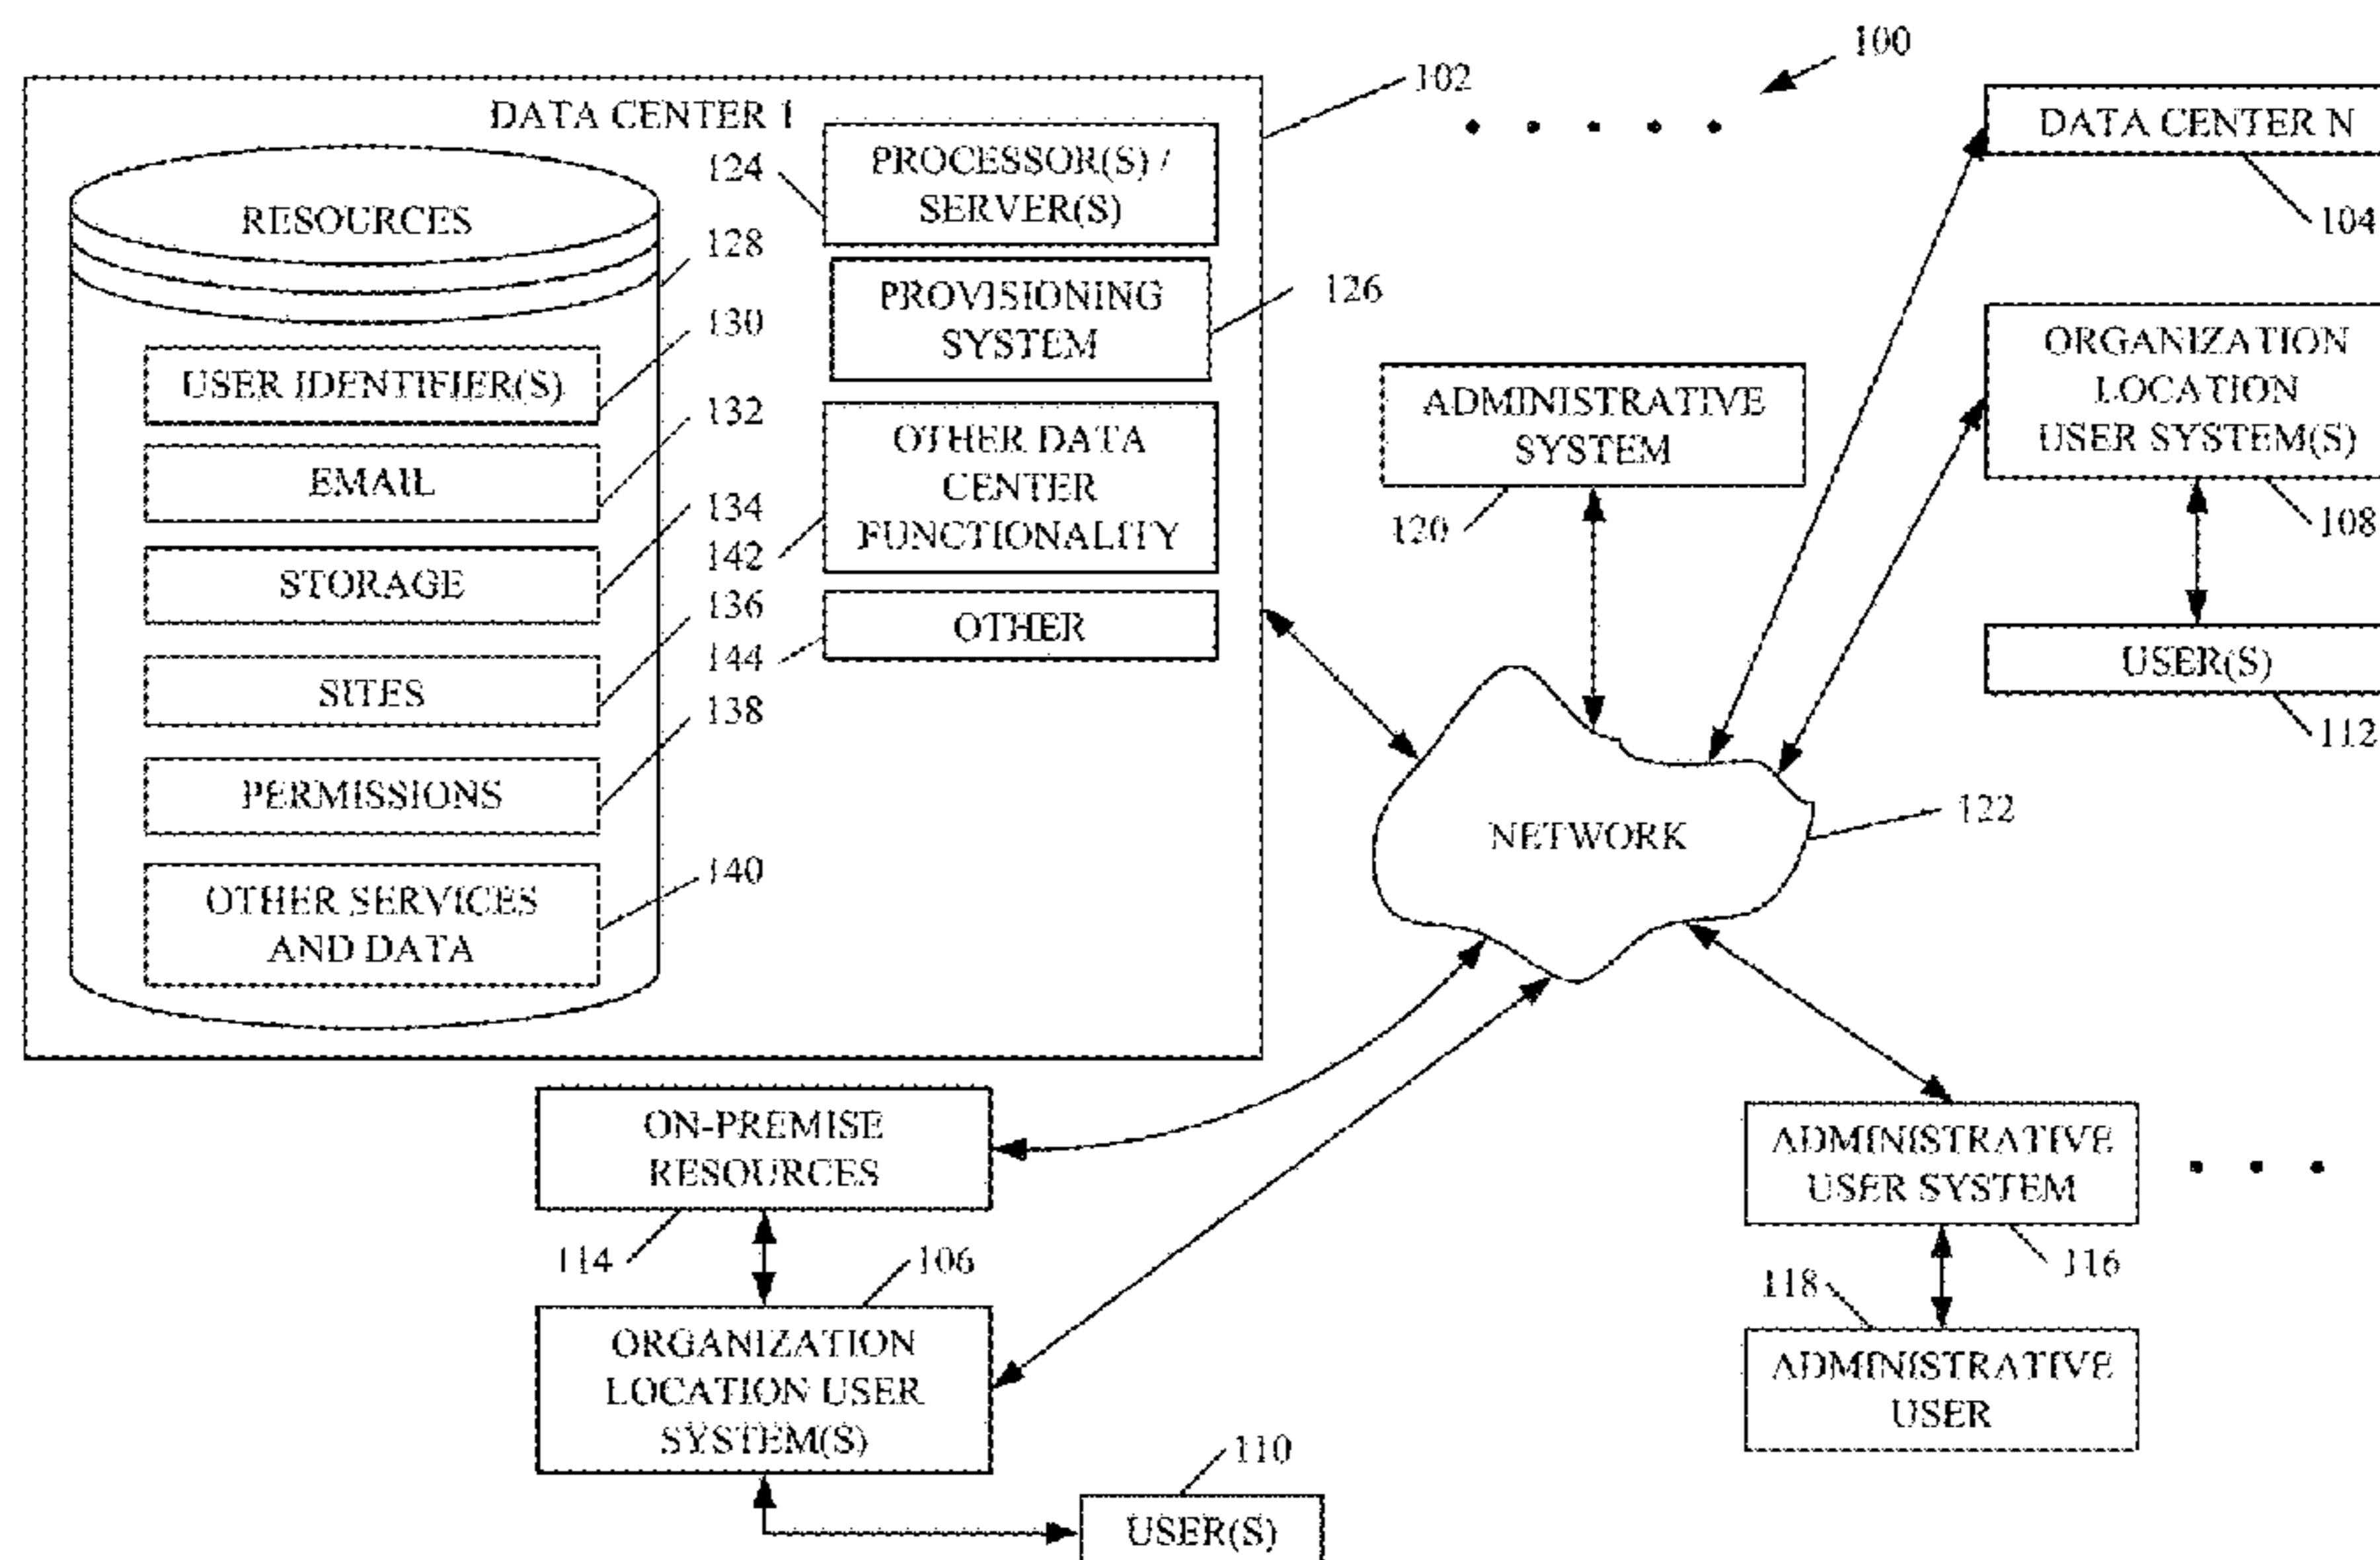 100
102
DATA CENTER 1
DATA CENTER N
104
124
PROCESSOR(S) /
SERVER(S)
RESOURCES
128
PROVISIONING
SYSTEM
126
130
USER IDENTIFIER(S)
132
EMAIL
134
STORAGE
136
SITES
138
PERMISSIONS
140
OTHER SERVICES
AND DATA
OTHER DATA
CENTER
FUNCTIONALITY
142
OTHER
144
ADMINISTRATIVE
SYSTEM
120
ORGANIZATION
LOCATION
USER SYSTEM(S)
108
USER(S)
112
NETWORK
122
ON-PREMISE
RESOURCES
114
106
ORGANIZATION
LOCATION USER
SYSTEM(S)
110
USER(S)
ADMINISTRATIVE
USER SYSTEM
116
118
ADMINISTRATIVE
USER